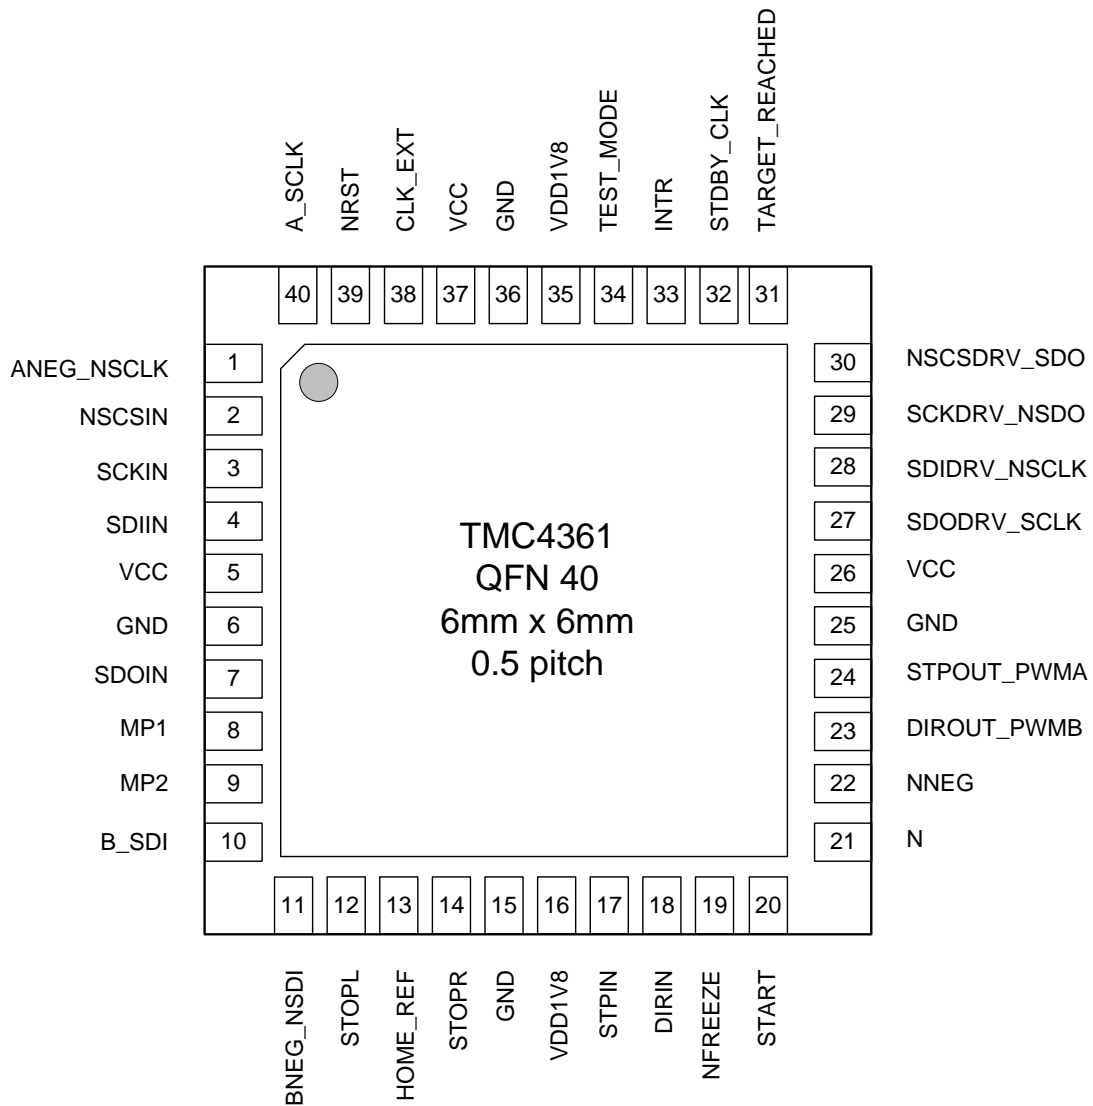 A_SCLK
NRST
CLK_EXT
VCC
GND
VDD1V8
TEST_MODE
INTR
STDBY_CLK
TARGET_REACHED
40
39
38
37
36
35
34
33
32
31
ANEG_NSCLK
1
NSCSIN
2
SCKIN
3
SDIIN
4
VCC
5
GND
6
SDOIN
7
MP1
8
MP2
9
B_SDI
10
TMC4361
QFN 40
6mm x 6mm
0.5 pitch
30
NSCSDRV_SDO
29
SCKDRV_NSDO
28
SDIDRV_NSCLK
27
SDODRV_SCLK
26
VCC
25
GND
24
STPOUT_PWMA
23
DIROUT_PWMB
22
NNEG
21
N
11
12
13
14
15
16
17
18
19
20
BNEG_NSDI
STOPL
HOME_REF
STOPR
GND
VDD1V8
STPIN
DIRIN
NFREEZE
START